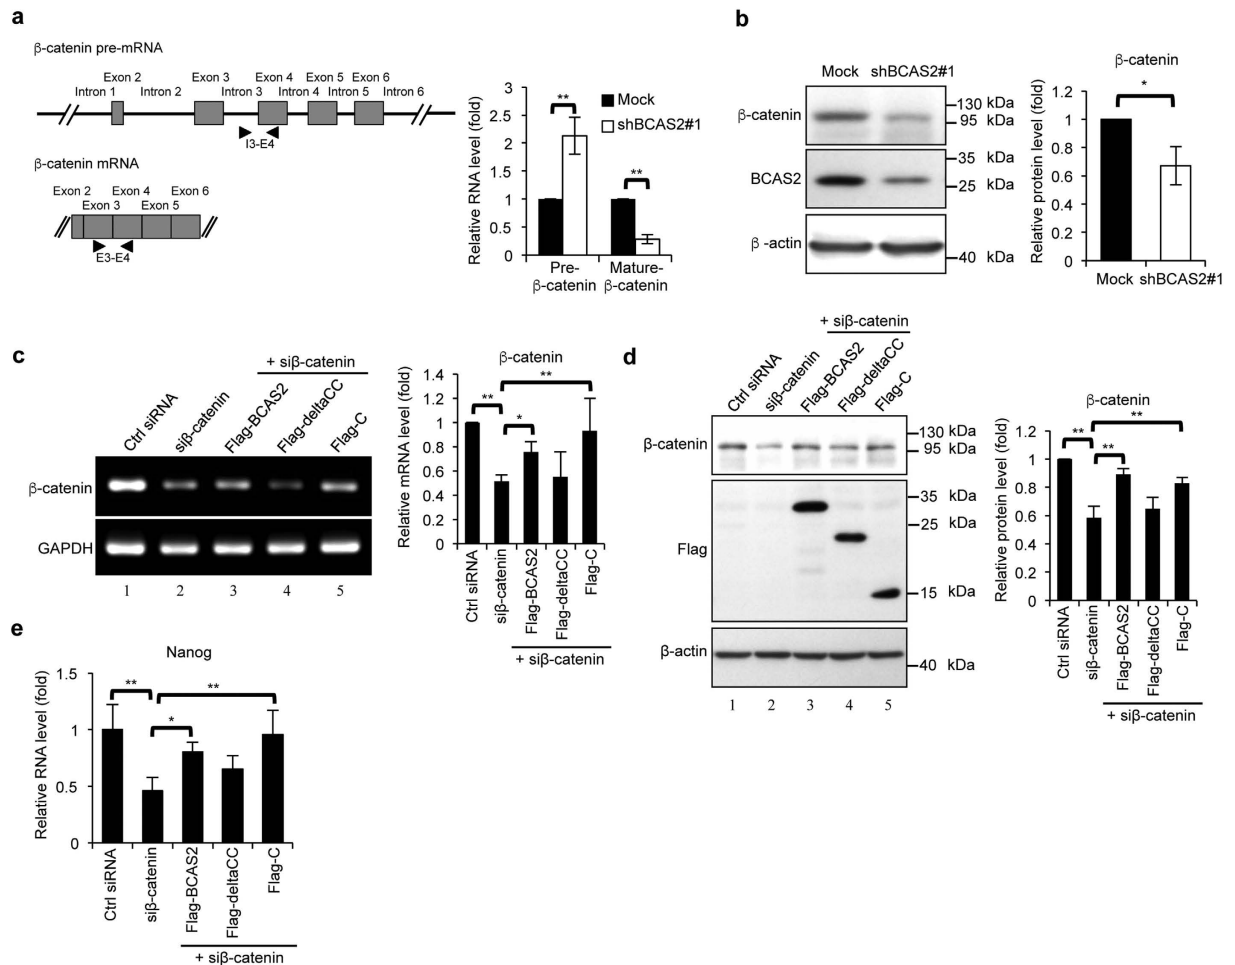 a
β-catenin pre-mRNA
Exon 2 Exon 3 Exon 4 Exon 5 Exon 6
Intron 1 Intron 2 Intron 3 Intron 4 Intron 5 Intron 6
I3-E4
β-catenin mRNA
Exon 2 Exon 4 Exon 6
Exon 3 Exon 5
E3-E4
Relative RNA level (fold)
3
2.5
2
1.5
1
0.5
0
** **
Mock
shBCAS2#1
Pre- Mature-
β-catenin β-catenin
b
Mock shBCAS2#1
β-catenin
130 kDa
95 kDa
BCAS2
35 kDa
25 kDa
β -actin
40 kDa
β-catenin
Relative protein level (fold)
1.2
1
0.8
0.6
0.4
0.2
0
*
Mock shBCAS2#1
c
+ siβ-catenin
Ctrl siRNA
siβ-catenin
Flag-BCAS2
Flag-deltaCC
Flag-C
β-catenin
GAPDH
1 2 3 4 5
β-catenin
Relative mRNA level (fold)
1.4
1.2
1
0.8
0.6
0.4
0.2
0
**
** *
Ctrl siRNA
siβ-catenin
Flag-BCAS2
Flag-deltaCC
Flag-C
+ siβ-catenin
d
+ siβ-catenin
Ctrl siRNA
siβ-catenin
Flag-BCAS2
Flag-deltaCC
Flag-C
β-catenin
130 kDa
95 kDa
Flag
35 kDa
25 kDa
15 kDa
β-actin
40 kDa
1 2 3 4 5
β-catenin
Relative protein level (fold)
1.2
1
0.8
0.6
0.4
0.2
0
**
** **
Ctrl siRNA
siβ-catenin
Flag-BCAS2
Flag-deltaCC
Flag-C
+ siβ-catenin
e
Nanog
Relative RNA level (fold)
1.5
1
0.5
0
** **
*
Ctrl siRNA
siβ-catenin
Flag-BCAS2
Flag-deltaCC
Flag-C
+ siβ-catenin